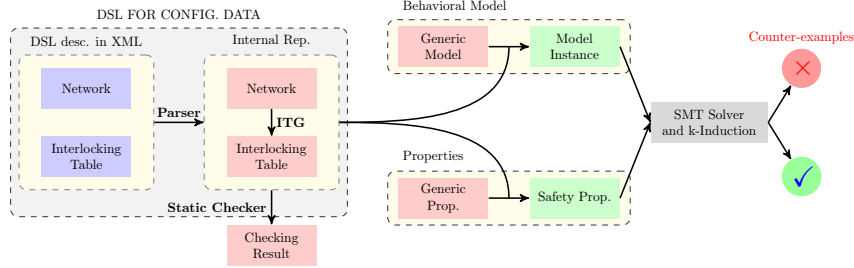 DSL FOR CONFIG. DATA
DSL desc. in XML
Network
Interlocking
Table
Parser
Internal Rep.
Network
ITG
Interlocking
Table
Static Checker
Checking
Result
Behavioral Model
Generic
Model
Model
Instance
Properties
Generic
Prop.
Safety Prop.
SMT Solver
and k-Induction
Counter-examples